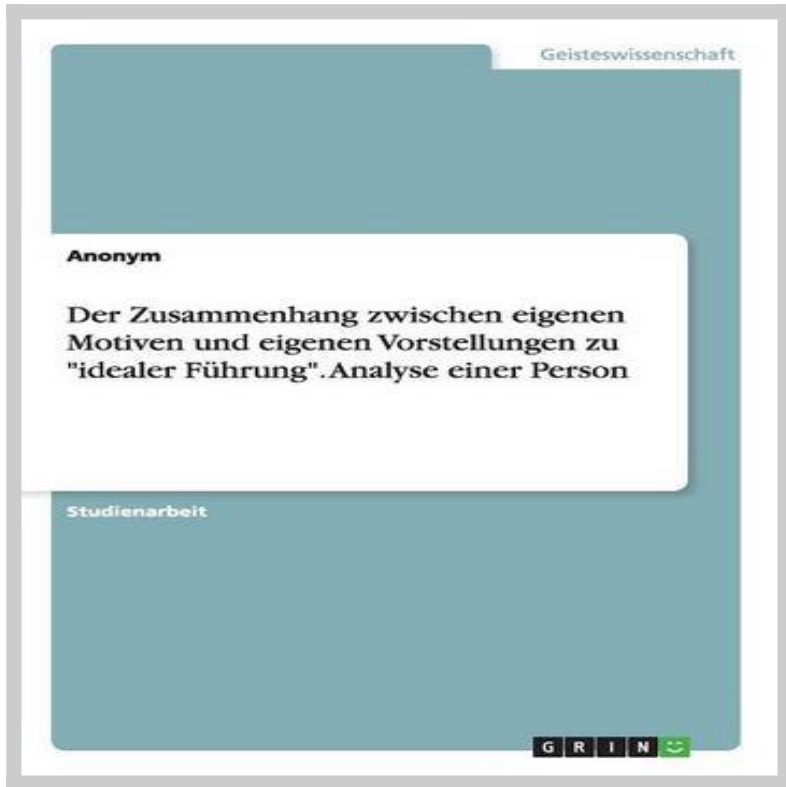 Geisteswissenschaft
Anonym
Der Zusammenhang zwischen eigenen
Motiven und eigenen Vorstellungen zu
"idealer Führung". Analyse einer Person
Studienarbeit
GRIN